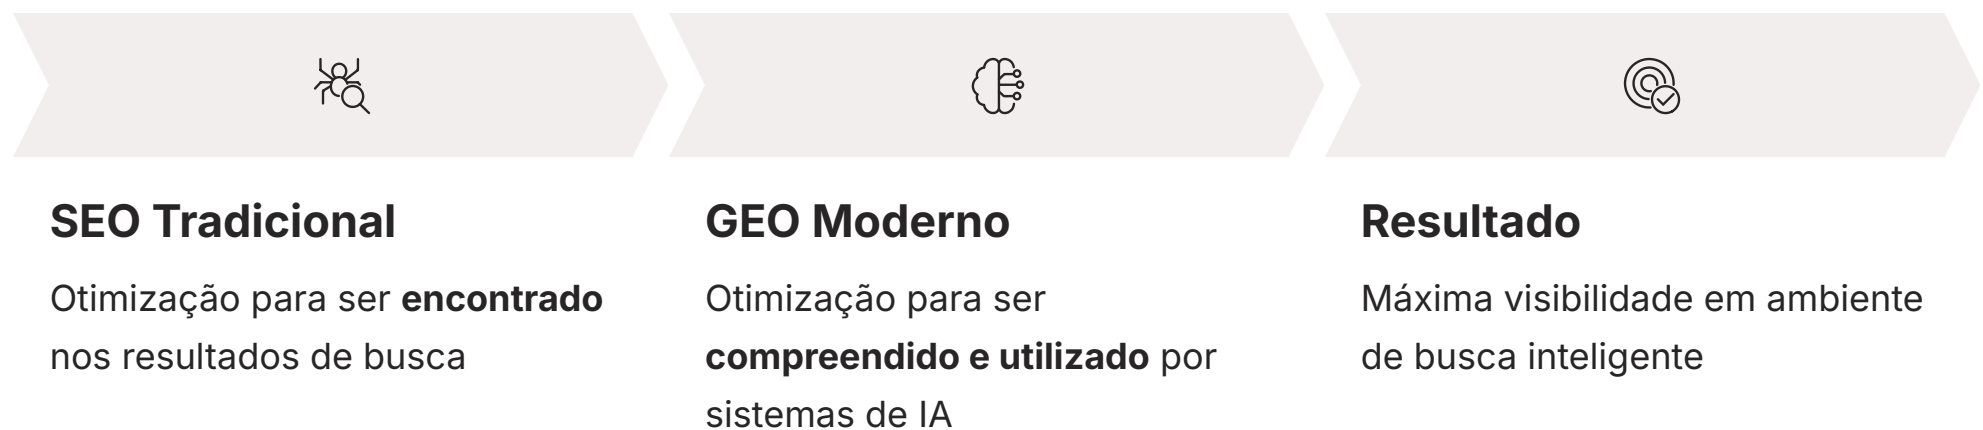 SEO Tradicional
Otimização para ser encontrado
nos resultados de busca
GEO Moderno
Otimização para ser
compreendido e utilizado por
sistemas de IA
Resultado
Máxima visibilidade em ambiente
de busca inteligente